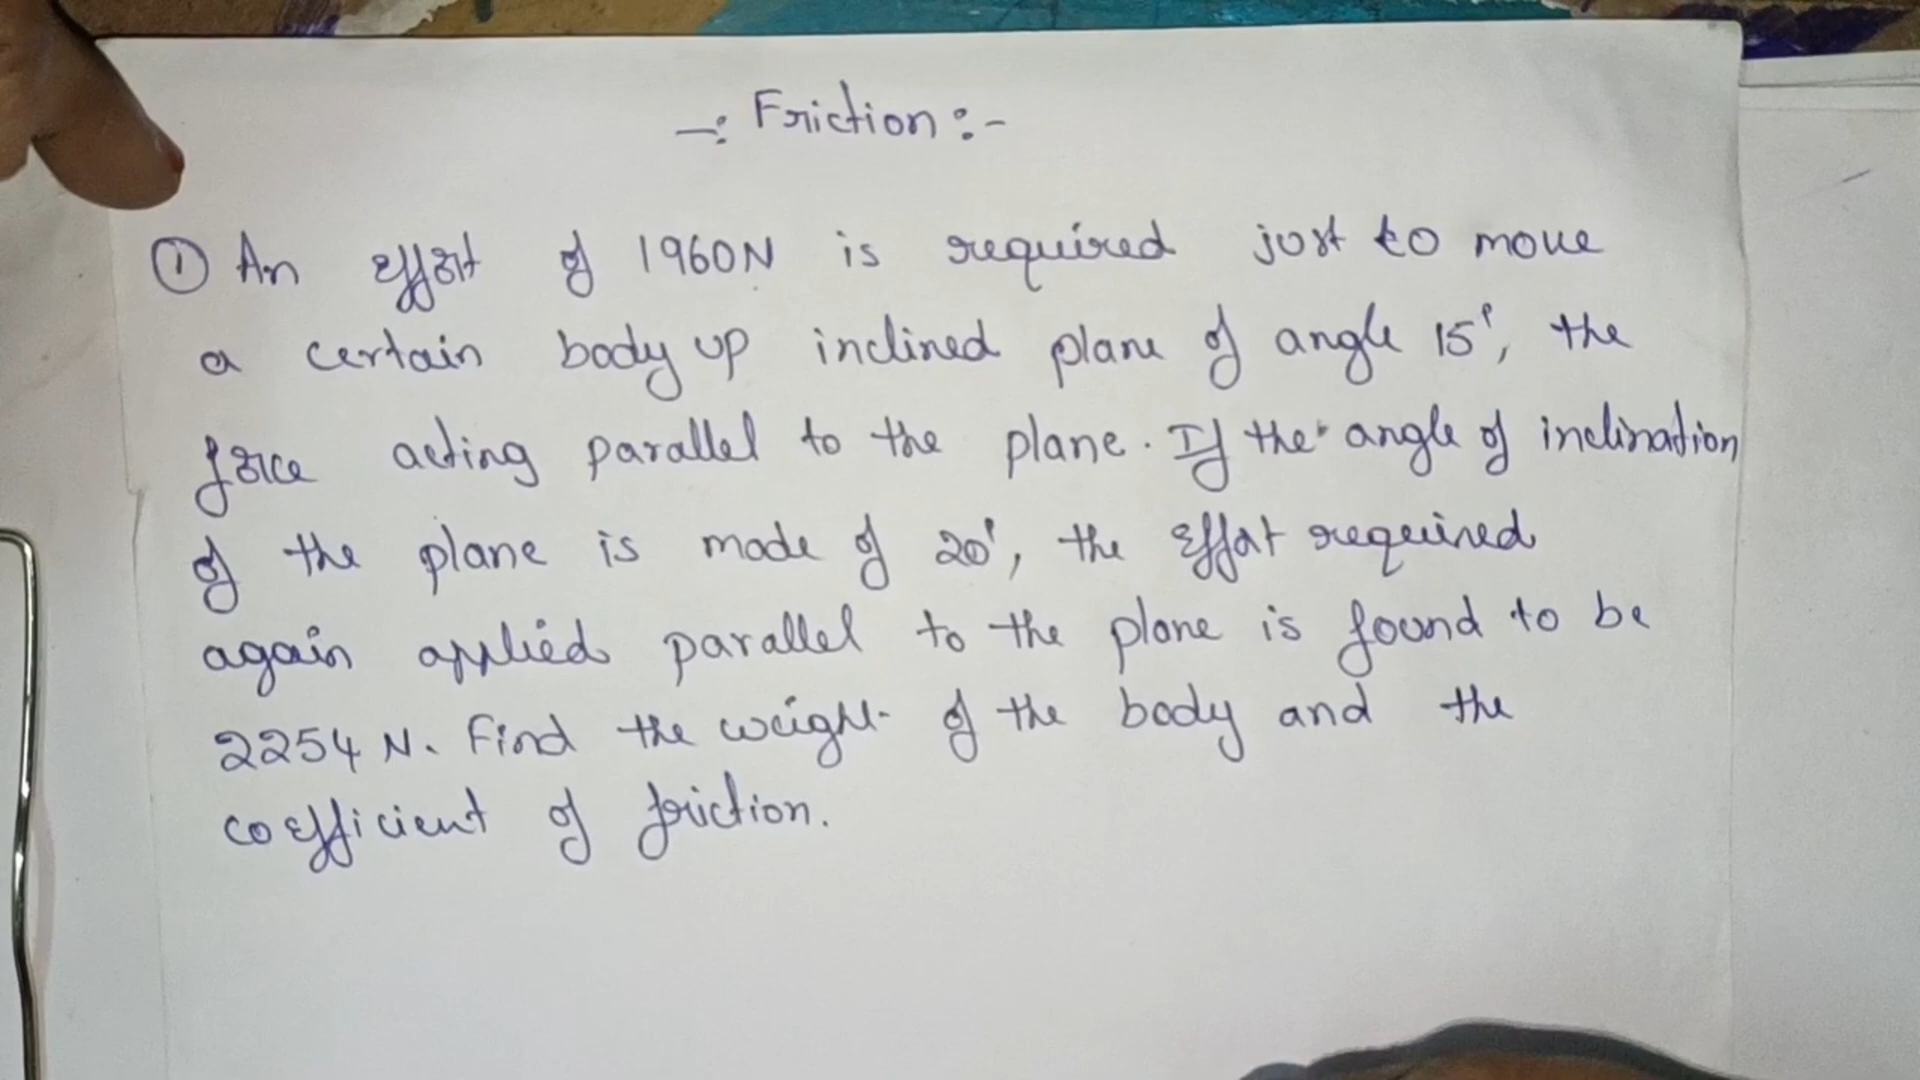 -: Friction :-
① An effort of 1960N is required just to move
a certain body up inclined plane of angle 15°, the
force acting parallel to the plane. If the angle of inclination
of the plane is made of 20°, the effort required
again applied parallel to the plane is found to be
2254 N. Find the weight of the body and the
coefficient of friction.